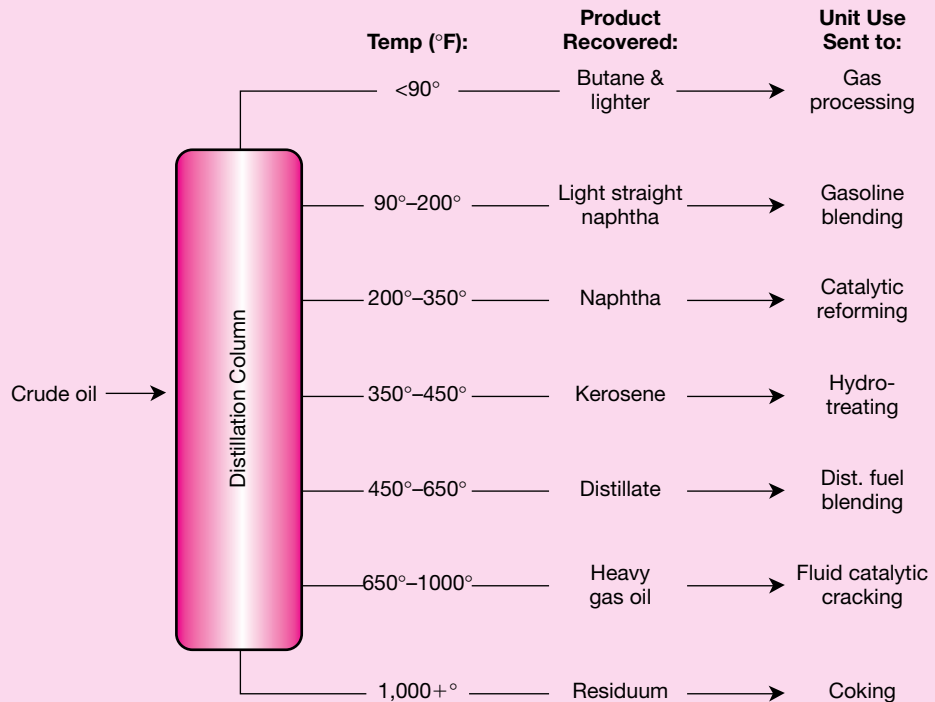 Temp (°F):
Product
Recovered:
Unit Use
Sent to:
<90°
Butane &
lighter
Gas
processing
90°–200°
Light straight
naphtha
Gasoline
blending
200°–350°
Naphtha
Catalytic
reforming
Crude oil
Distillation Column
350°–450°
Kerosene
Hydro-
treating
450°–650°
Distillate
Dist. fuel
blending
650°–1000°
Heavy
gas oil
Fluid catalytic
cracking
1,000+°
Residuum
Coking